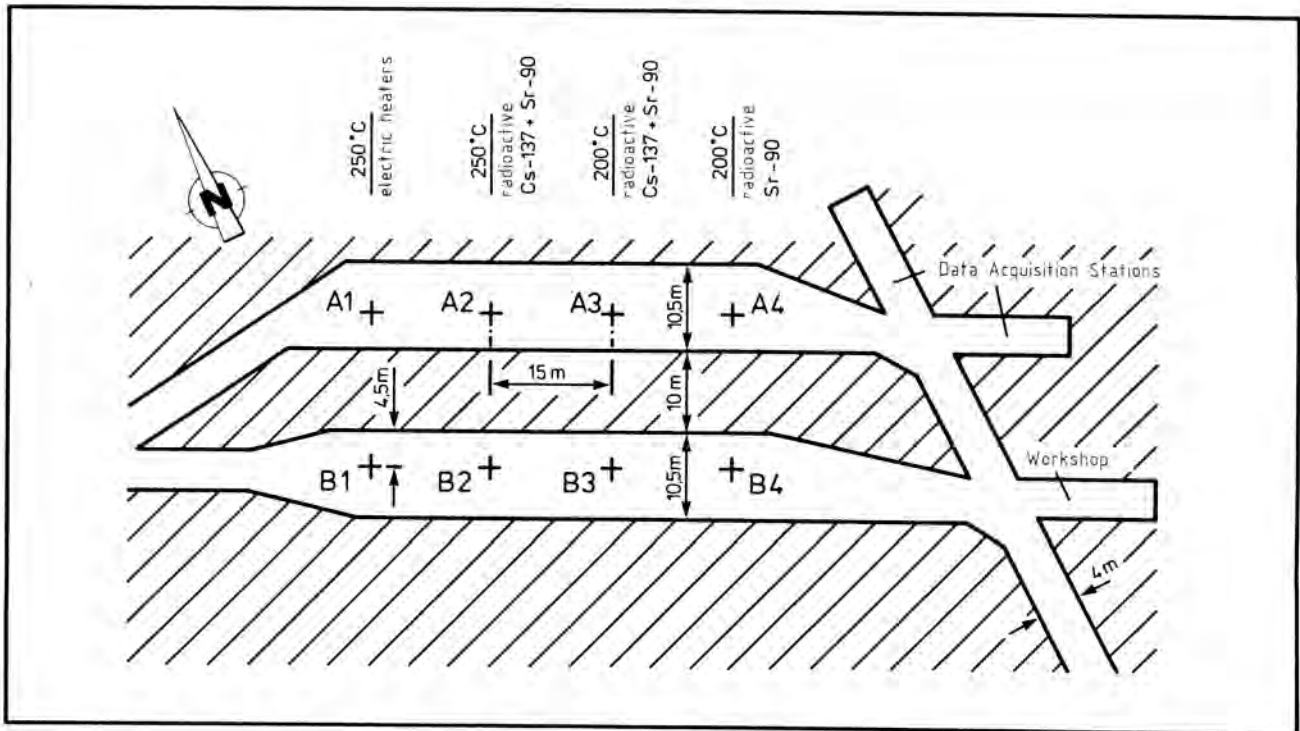 250°C
electric heaters
250°C
radioactive
Cs-137 + Sr-90
200°C
radioactive
Cs-137 + Sr-90
200°C
radioactive
Sr-90
N
Data Acquisition Stations
A1
A2
A3
A4
10,5m
15m
4,5m
10m
B1
B2
B3
B4
10,5m
Workshop
4m